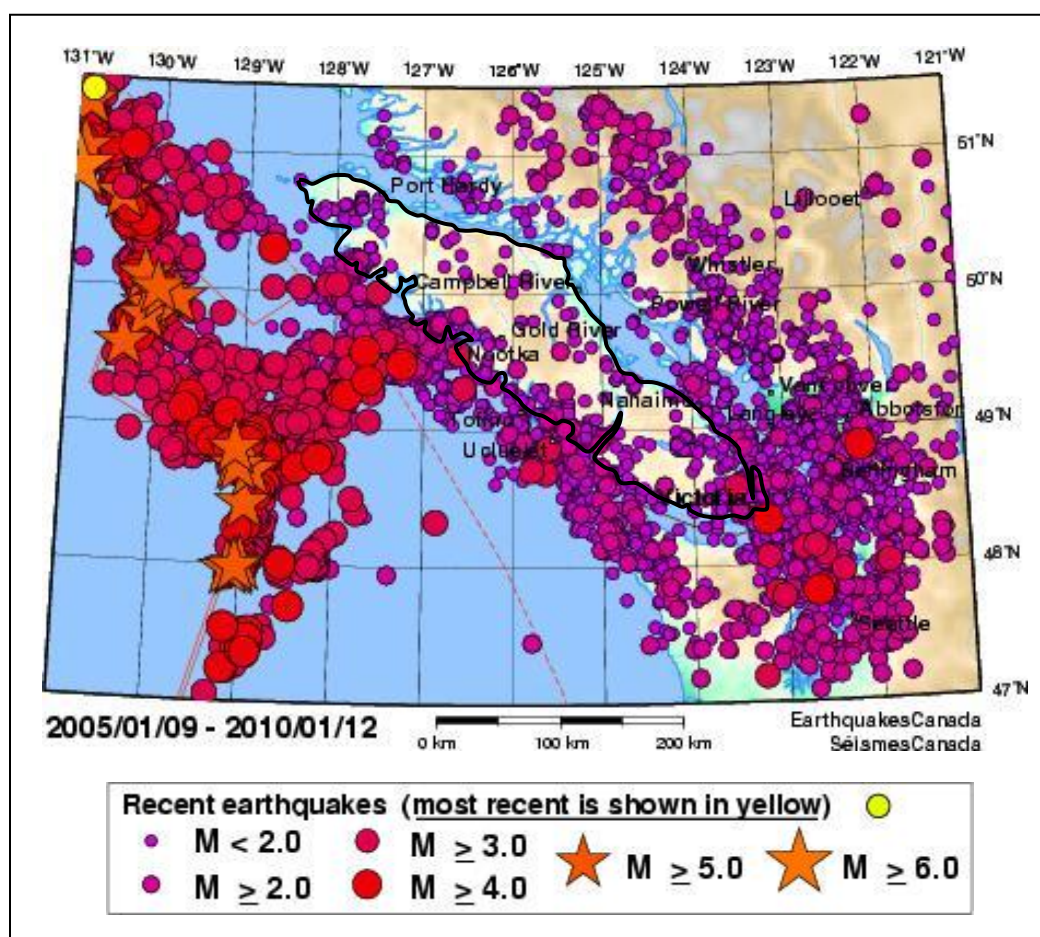 131°W 130°W 129°W 128°W 127°W 126°W 125°W 124°W 123°W 122°W 121°W
51°N
Port Hardy
Lillooet
Whistler
50°N
Campbell River
Powell River
Gold River
Nootka
Vancouver
Nanaimo
Langley
Abbotsfor
49°N
Tofino
Ucluelet
Bellingham
Victoria
48°N
Seattle
47°N
2005/01/09 - 2010/01/12
0 km 100 km 200 km
EarthquakesCanada
SéismesCanada
Recent earthquakes (most recent is shown in yellow)
M < 2.0
M ≥ 3.0
M ≥ 5.0
M ≥ 6.0
M ≥ 2.0
M ≥ 4.0